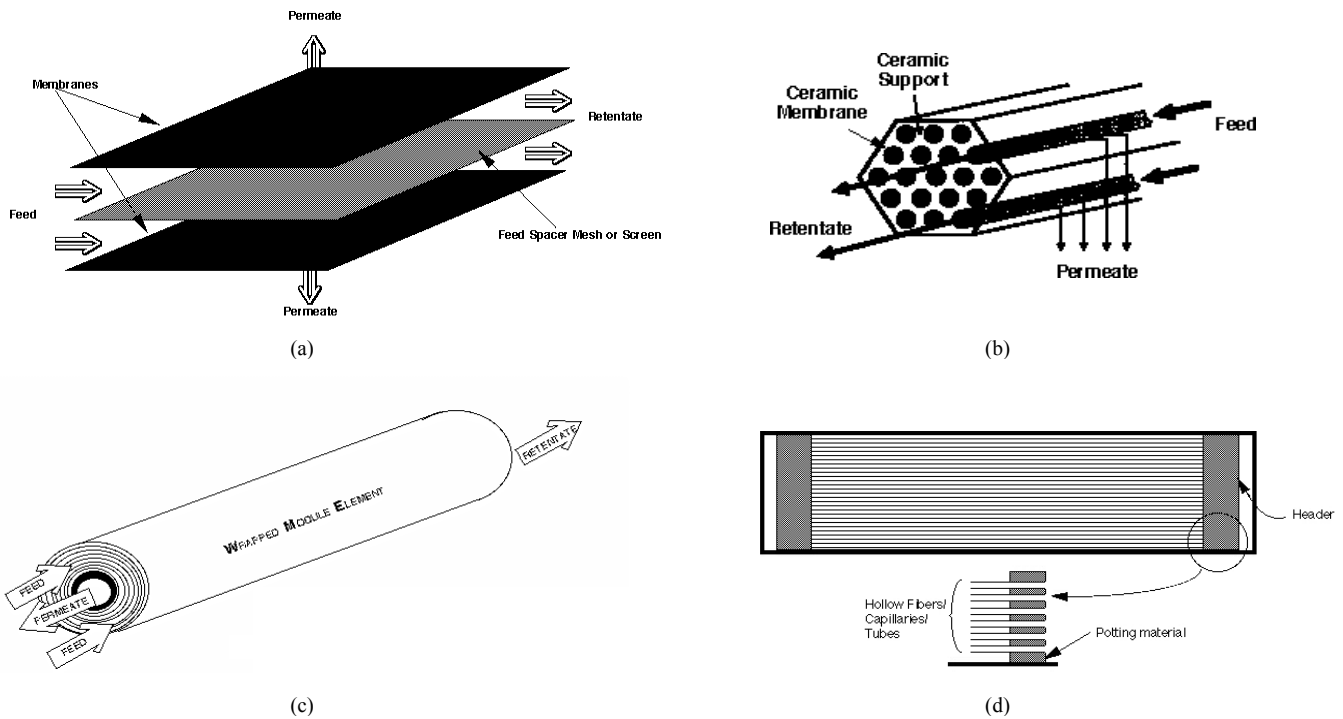 Permeate
Membranes
Retentate
Feed
Feed Spacer Mesh or Screen
Permeate
(a)
Ceramic
Support
Ceramic
Membrane
Feed
Retentate
Permeate
(b)
RETENTATE
WRAPPED MODULE ELEMENT
FEED
PERMEATE
FEED
(c)
Header
Hollow Fibers/
Capillaries/
Tubes
Potting material
(d)